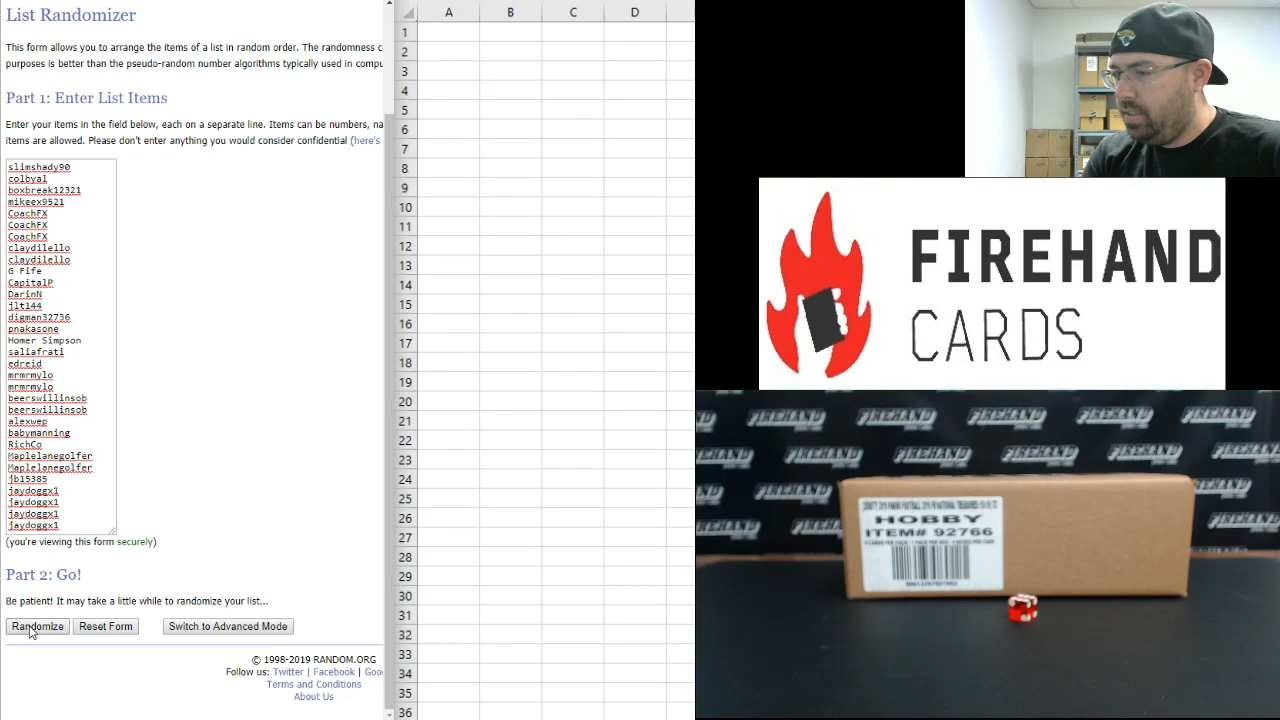 List Randomizer
This form allows you to arrange the items of a list in random order. The randomness c
purposes is better than the pseudo-random number algorithms typically used in compu
Part 1: Enter List Items
Enter your items in the field below, each on a separate line. Items can be numbers, na
items are allowed. Please don't enter anything you would consider confidential (here's
slimshady90
colbyal
boxbreak12321
mikeex9521
CoachFX
CoachFX
CoachFX
claydilello
claydilello
G Fife
CapitalP
DarinN
jlt144
digman32736
pnakasone
Homer Simpson
saliafrati
edreid
mrmrmylo
mrmrmylo
beerswillinsob
beerswillinsob
alexwep
babymanning
RichCo
Maplelanegolfer
Maplelanegolfer
jb15385
jaydoggx1
jaydoggx1
jaydoggx1
jaydoggx1
(you're viewing this form securely)
Part 2: Go!
Be patient! It may take a little while to randomize your list...
Randomize
Reset Form
Switch to Advanced Mode
© 1998-2019 RANDOM.ORG
Follow us: Twitter | Facebook | Goo
Terms and Conditions
About Us
A B C D
1
2
3
4
5
6
7
8
9
10
11
12
13
14
15
16
17
18
19
20
21
22
23
24
25
26
27
28
29
30
31
32
33
34
35
36
FIREHAND
CARDS
FIREHAND FIREHAND FIREHAND FIREHAND
FIREHAND FIREHAND FIREHAND
HOBBY
ITEM# 92766